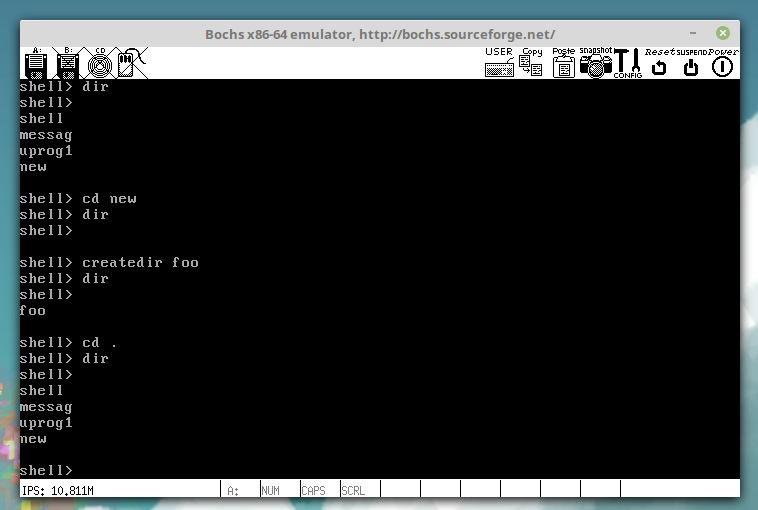 Bochs x86-64 emulator, http://bochs.sourceforge.net/
A: B: CD USER Copy Paste snapshot CONFIG Reset SUSPEND Power
shell> dir
shell>
shell
messag
uprog1
new
shell> cd new
shell> dir
shell>
shell> createdir foo
shell> dir
shell>
foo
shell> cd .
shell> dir
shell>
shell
messag
uprog1
new
shell>
IPS: 10.811M A: NUM CAPS SCRL